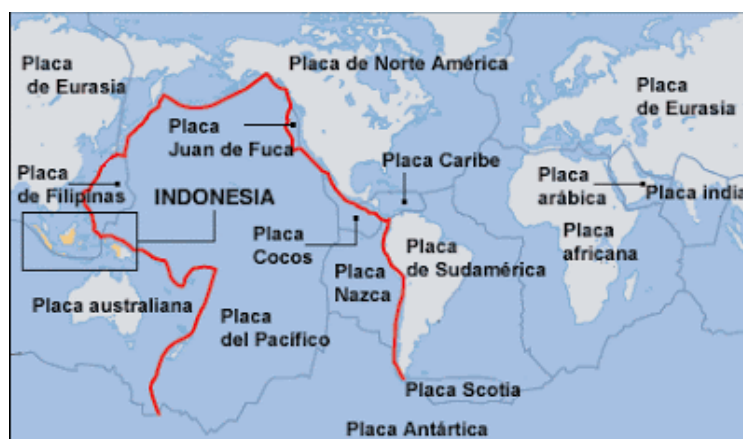 Placa
de Eurasia
Placa de Norte América
Placa
de Eurasia
Placa
Juan de Fuca
Placa Caribe
Placa
de Filipinas
INDONESIA
Placa
arábica
Placa india
Placa
Cocos
Placa
de Sudamérica
Placa
africana
Placa
Nazca
Placa australiana
Placa
del Pacífico
Placa Scotia
Placa Antártica